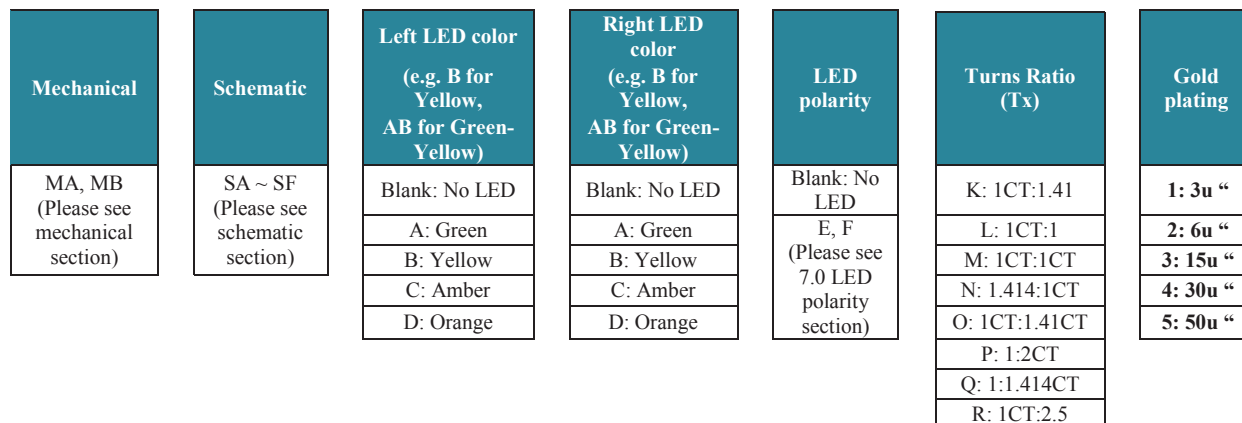 Mechanical
MA, MB
(Please see
mechanical
section)
Schematic
SA ~ SF
(Please see
schematic
section)
Left LED color
(e.g. B for
Yellow,
AB for Green-
Yellow)
Blank: No LED
A: Green
B: Yellow
C: Amber
D: Orange
Right LED
color
(e.g. B for
Yellow,
AB for Green-
Yellow)
Blank: No LED
A: Green
B: Yellow
C: Amber
D: Orange
LED
polarity
Blank: No
LED
E, F
(Please see
7.0 LED
polarity
section)
Turns Ratio
(Tx)
K: 1CT:1.41
L: 1CT:1
M: 1CT:1CT
N: 1.414:1CT
O: 1CT:1.41CT
P: 1:2CT
Q: 1:1.414CT
R: 1CT:2.5
Gold
plating
1: 3u “
2: 6u “
3: 15u “
4: 30u “
5: 50u “